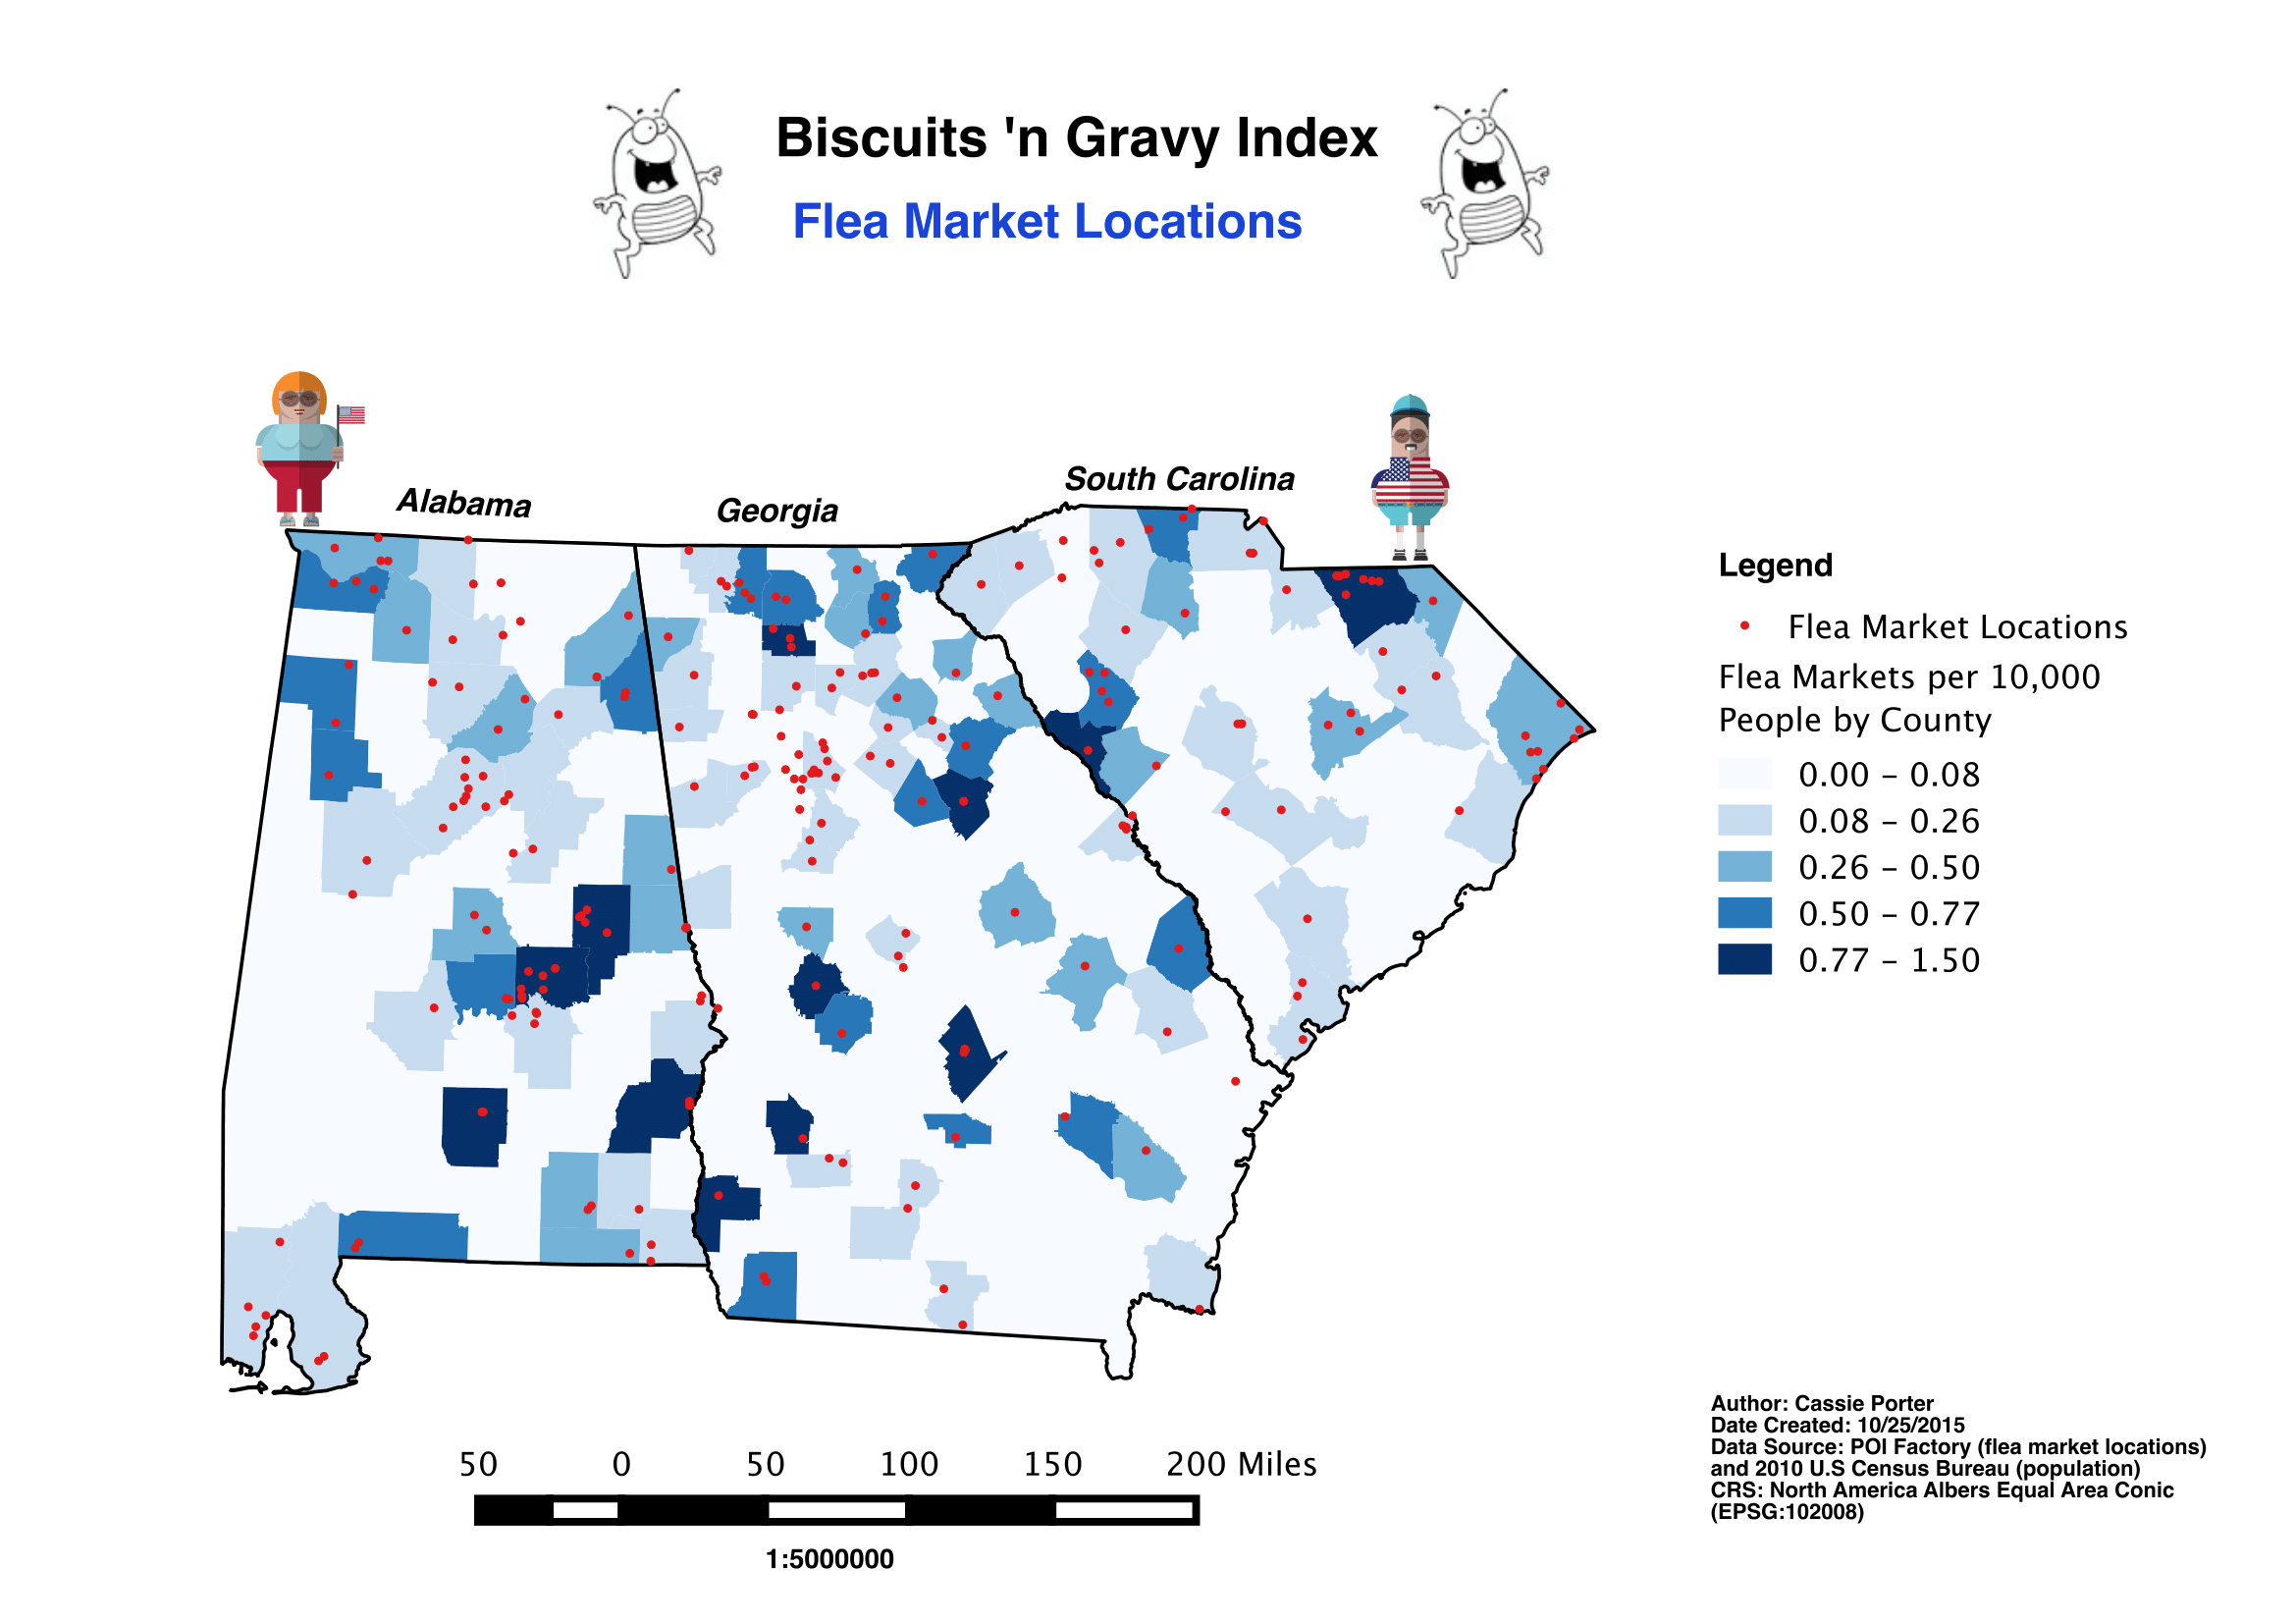 Biscuits 'n Gravy Index
Flea Market Locations
Alabama
Georgia
South Carolina
Legend
Flea Market Locations
Flea Markets per 10,000
People by County
0.00 – 0.08
0.08 – 0.26
0.26 – 0.50
0.50 – 0.77
0.77 – 1.50
Author: Cassie Porter
Date Created: 10/25/2015
Data Source: POI Factory (flea market locations)
and 2010 U.S Census Bureau (population)
CRS: North America Albers Equal Area Conic
(EPSG:102008)
50 0 50 100 150 200 Miles
1:5000000